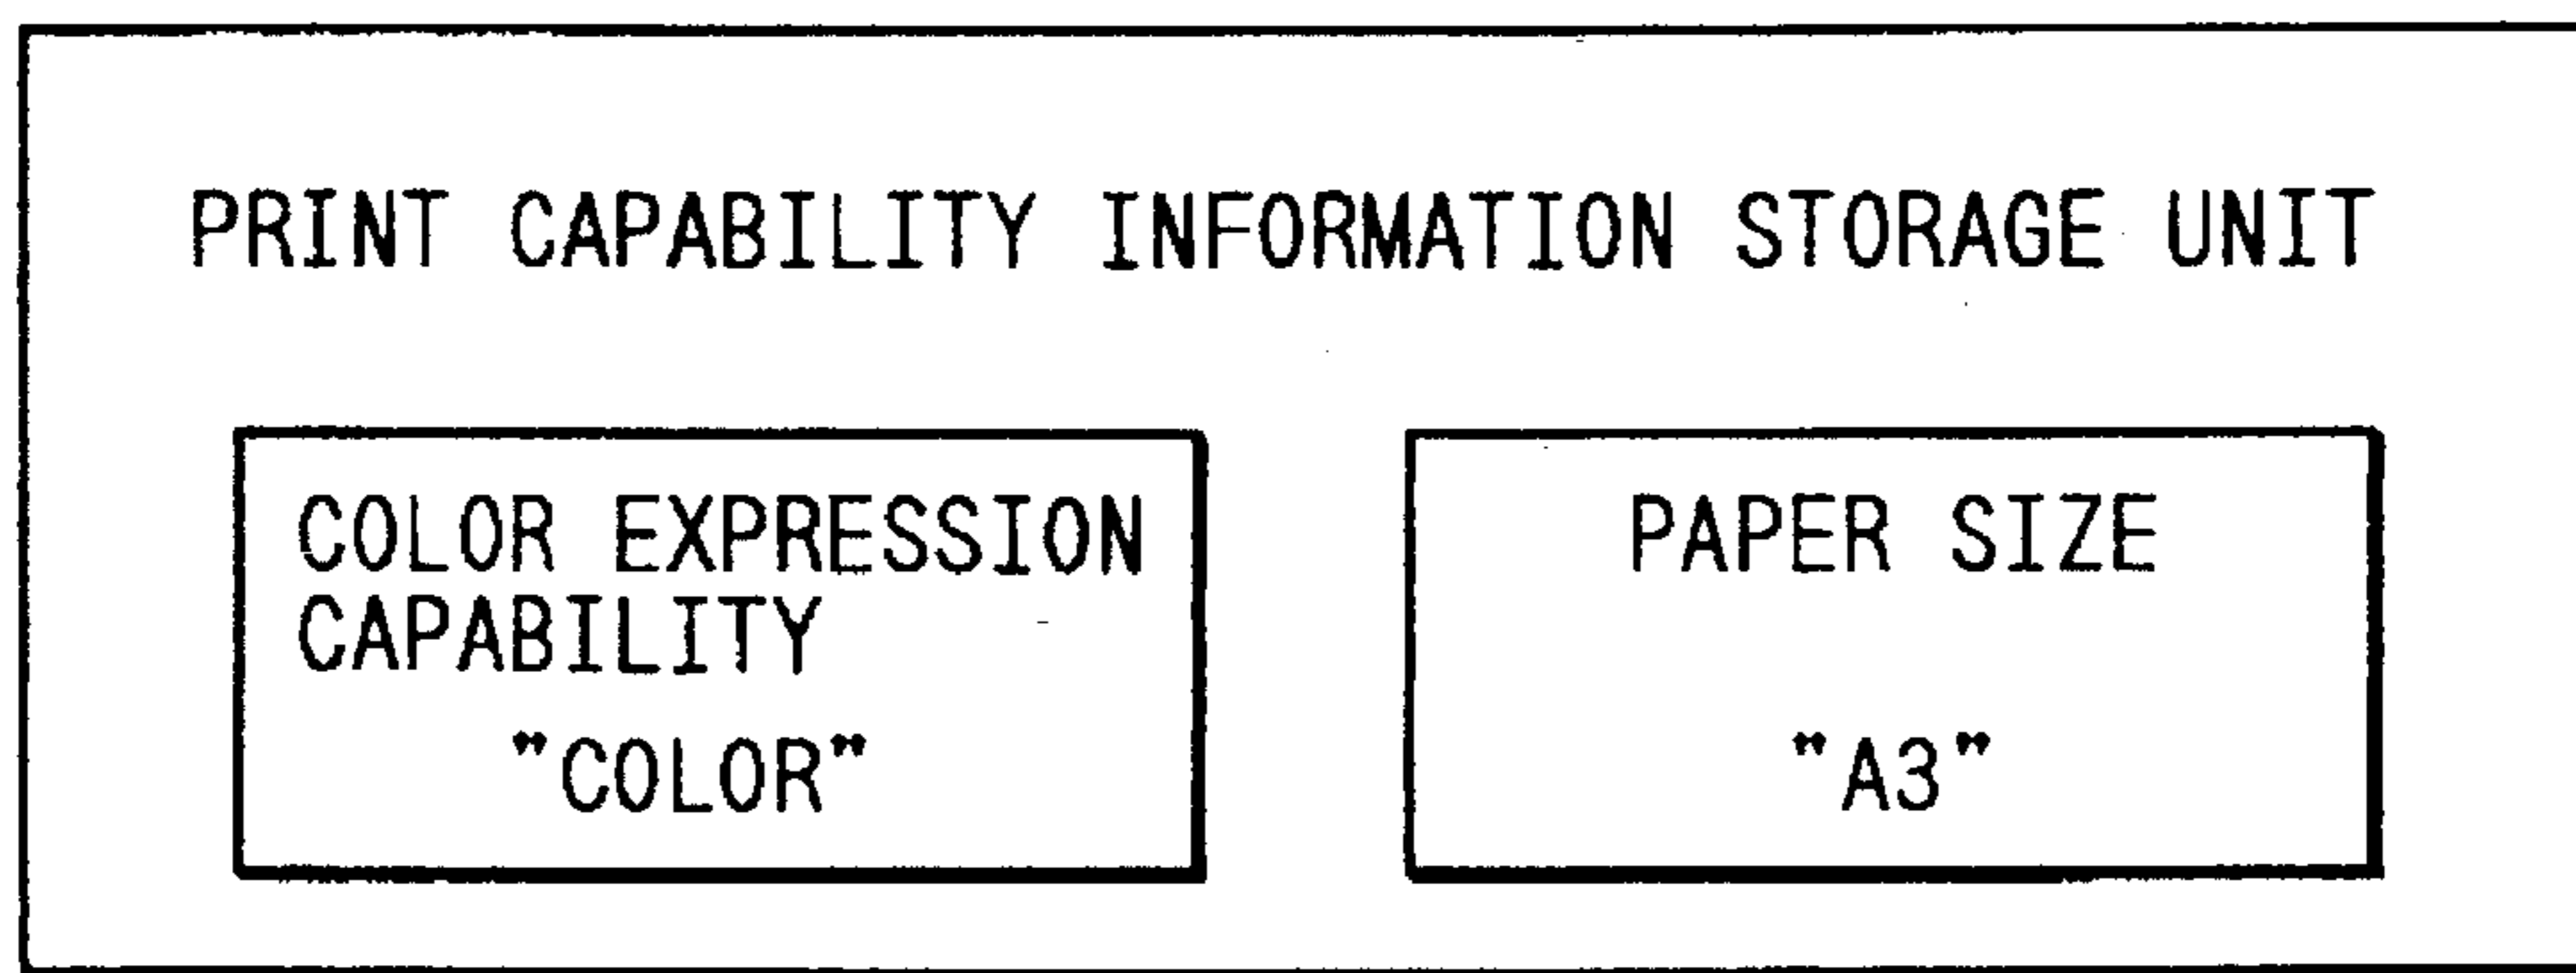 PRINT CAPABILITY INFORMATION STORAGE UNIT
COLOR EXPRESSION
CAPABILITY
"COLOR"
PAPER SIZE
"A3"